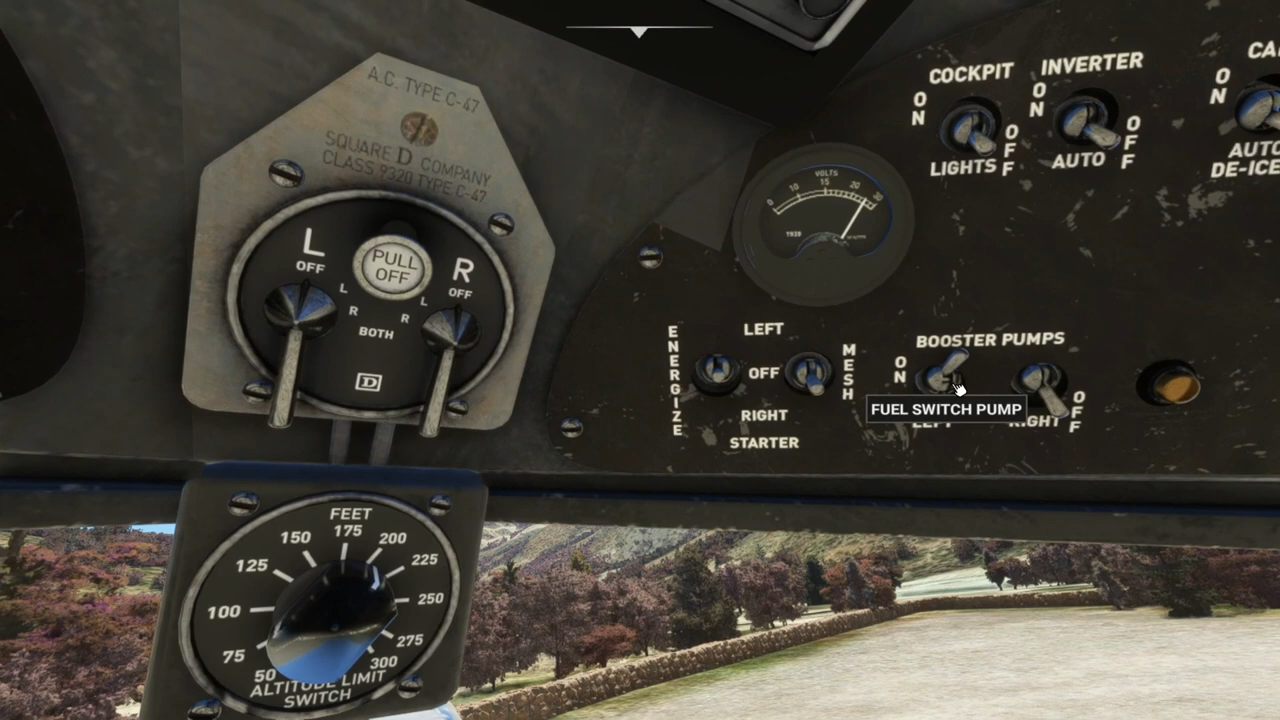 A.C. TYPE C-47
SQUARE D COMPANY
CLASS 9320 TYPE C-47
L
OFF
PULL
OFF
R
OFF
L
R
L
R
BOTH
D
FEET
50
75
100
125
150
175
200
225
250
275
300
ALTITUDE LIMIT
SWITCH
VOLTS
0
10
15
20
30
COCKPIT
ON
OFF
LIGHTS
INVERTER
ON
OFF
AUTO
ON
AUTO
DE-ICE
ENERGIZE
LEFT
OFF
RIGHT
STARTER
MESH
BOOSTER PUMPS
ON
OFF
LEFT
RIGHT
FUEL SWITCH PUMP